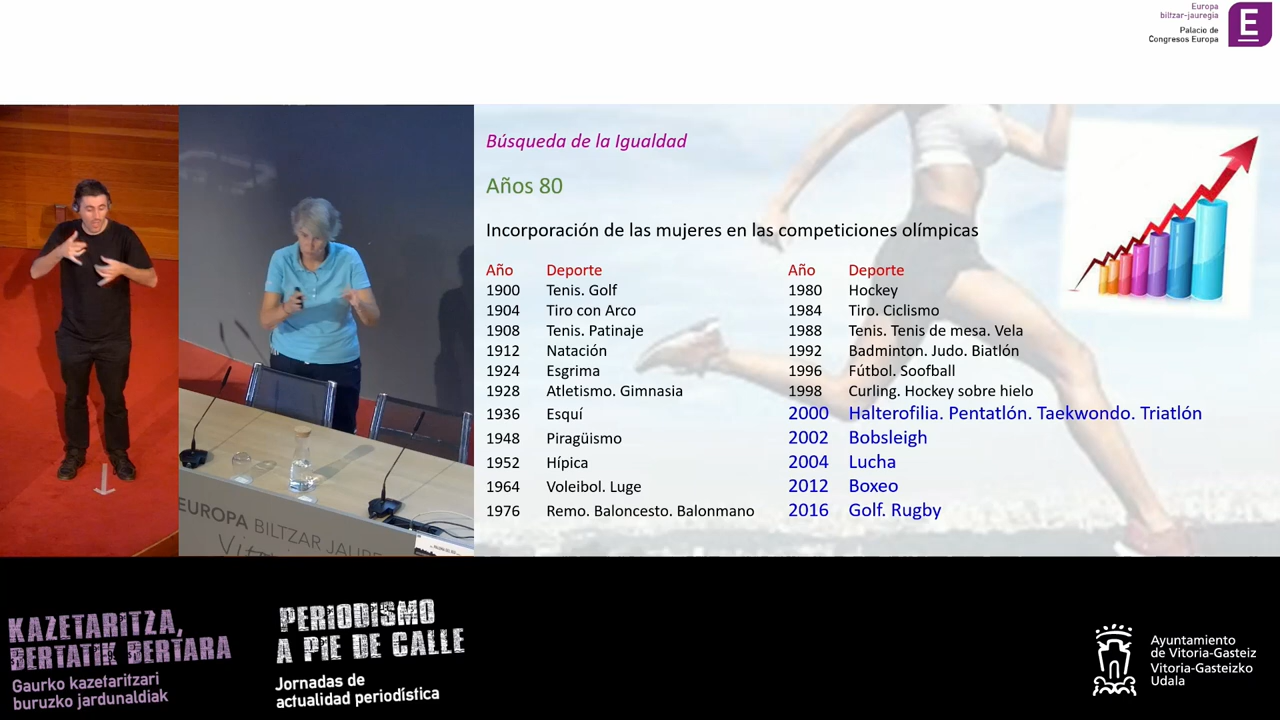 Europa
biltzar-jauregia
Palacio de
Congresos Europa
E
Búsqueda de la Igualdad
Años 80
Incorporación de las mujeres en las competiciones olímpicas
Año Deporte
1900 Tenis. Golf
1904 Tiro con Arco
1908 Tenis. Patinaje
1912 Natación
1924 Esgrima
1928 Atletismo. Gimnasia
1936 Esquí
1948 Piragüismo
1952 Hípica
1964 Voleibol. Luge
1976 Remo. Baloncesto. Balonmano
Año Deporte
1980 Hockey
1984 Tiro. Ciclismo
1988 Tenis. Tenis de mesa. Vela
1992 Badminton. Judo. Biatlón
1996 Fútbol. Soofball
1998 Curling. Hockey sobre hielo
2000 Halterofilia. Pentatlón. Taekwondo. Triatlón
2002 Bobsleigh
2004 Lucha
2012 Boxeo
2016 Golf. Rugby
EUROPA BILTZAR
KAZETARITZA,
BERTATIK BERTARA
Gaurko kazetaritzari
buruzko jardunaldiak
PERIODISMO
A PIE DE CALLE
Jornadas de
actualidad periodística
Ayuntamiento
de Vitoria-Gasteiz
Vitoria-Gasteizko
Udala